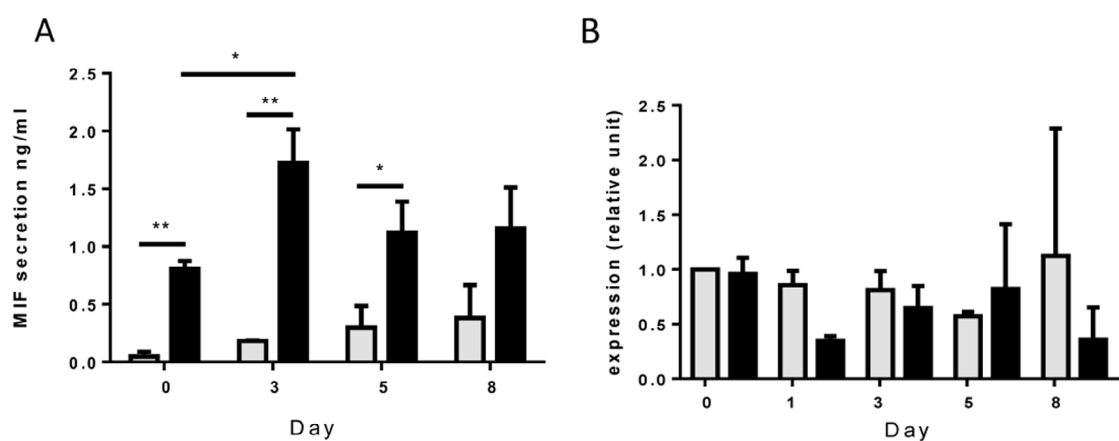 A
MIF secretion ng/ml
2.5
2.0
1.5
1.0
0.5
0.0
*
**
**
*
0 3 5 8
Day
B
expression (relative unit)
2.5
2.0
1.5
1.0
0.5
0.0
0 1 3 5 8
Day